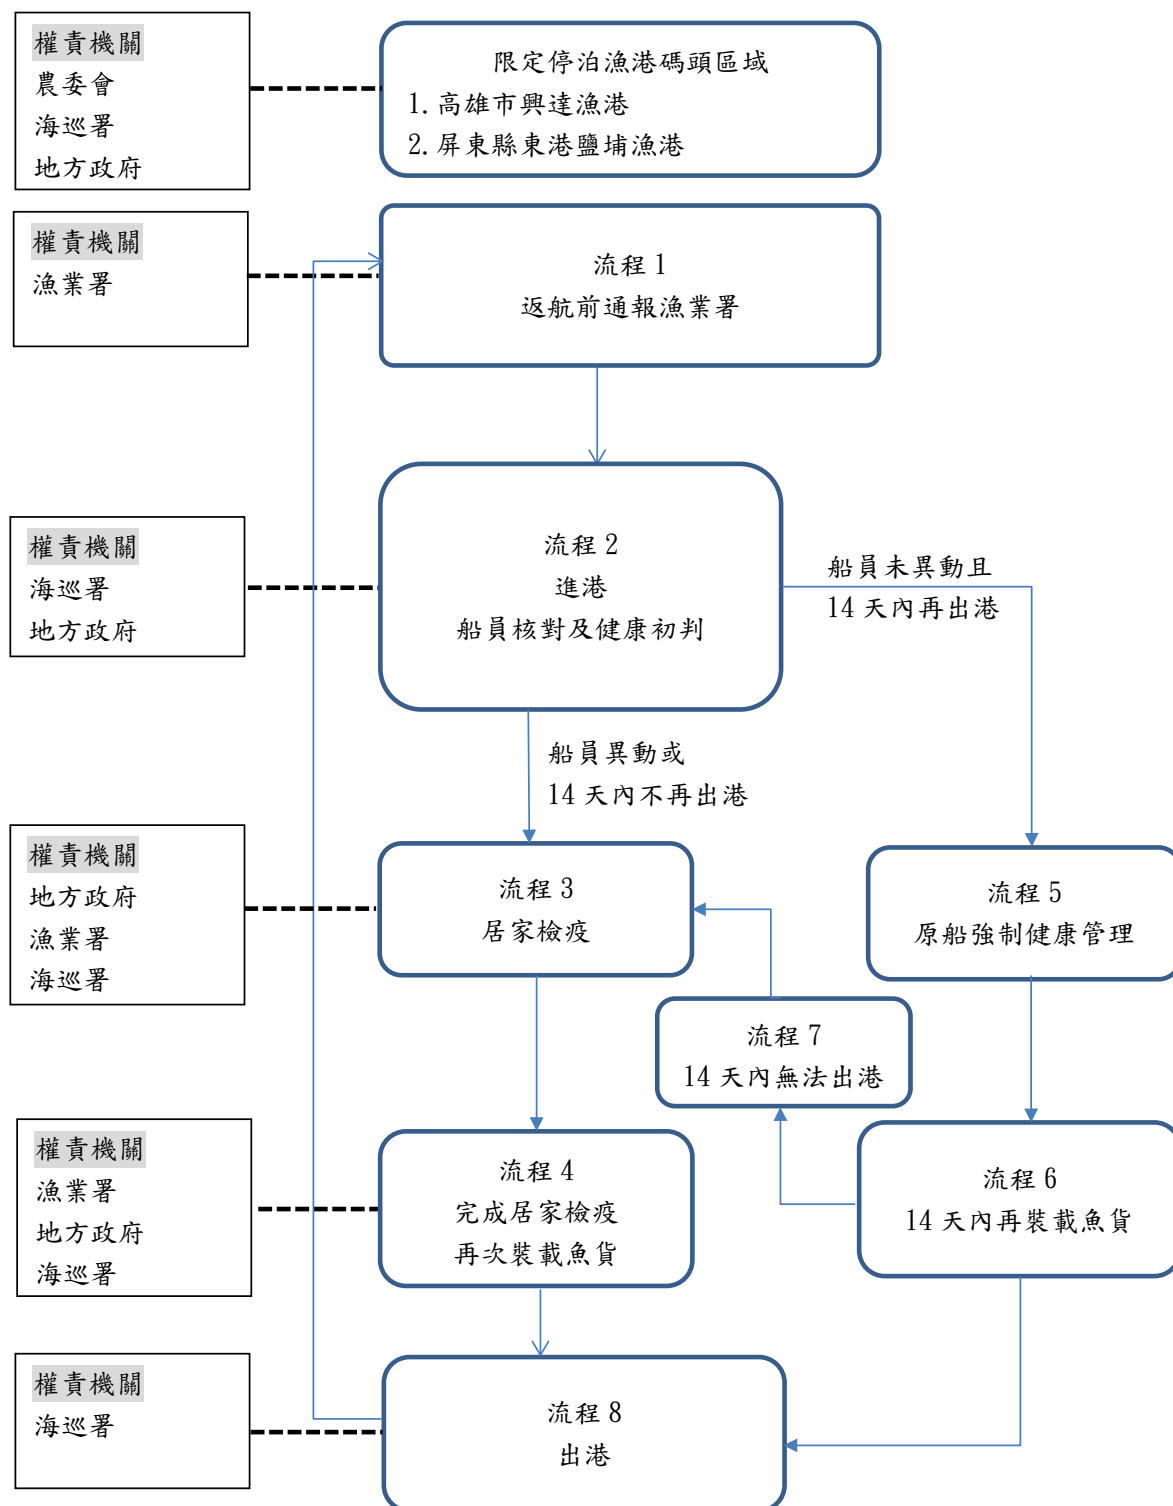 權責機關
農委會
海巡署
地方政府
限定停泊漁港碼頭區域
1.高雄市興達漁港
2.屏東縣東港鹽埔漁港
權責機關
漁業署
流程 1
返航前通報漁業署
權責機關
海巡署
地方政府
流程 2
進港
船員核對及健康初判
船員未異動且
14 天內再出港
船員異動或
14 天內不再出港
權責機關
地方政府
漁業署
海巡署
流程 3
居家檢疫
流程 5
原船強制健康管理
流程 7
14 天內無法出港
權責機關
漁業署
地方政府
海巡署
流程 4
完成居家檢疫
再次裝載魚貨
流程 6
14 天內再裝載魚貨
權責機關
海巡署
流程 8
出港